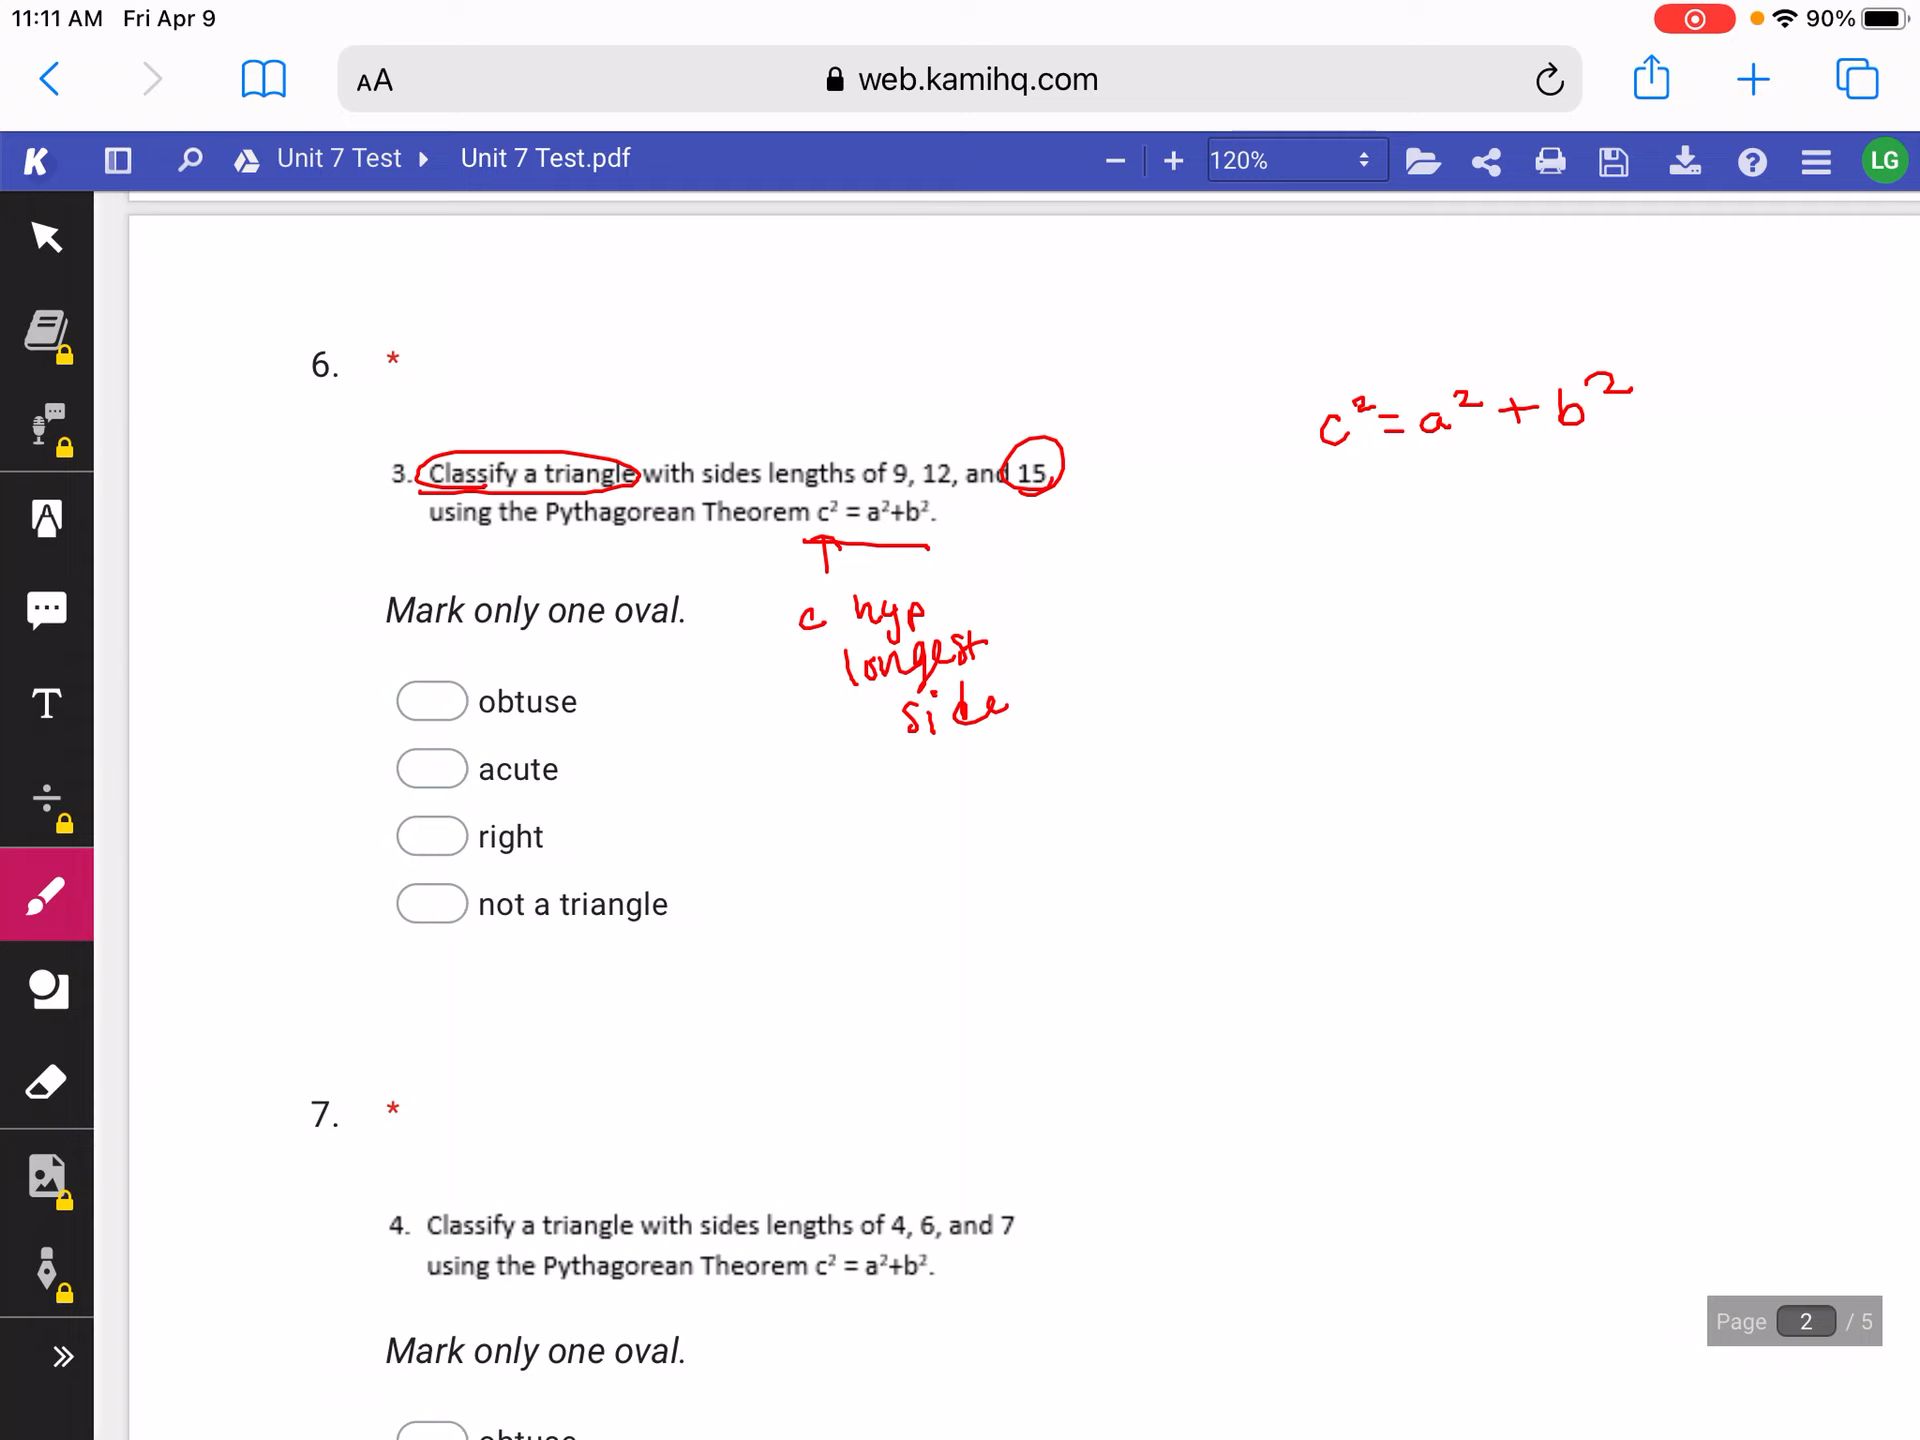 11:11 AM Fri Apr 9
90%
AA
web.kamihq.com
K
Unit 7 Test
Unit 7 Test.pdf
120%
LG
6. *
c² = a² + b²
3. Classify a triangle with sides lengths of 9, 12, and 15,
using the Pythagorean Theorem c² = a²+b².
Mark only one oval.
c hyp
longest
side
obtuse
acute
right
not a triangle
7. *
4. Classify a triangle with sides lengths of 4, 6, and 7
using the Pythagorean Theorem c² = a²+b².
Mark only one oval.
obtuse
Page 2 / 5